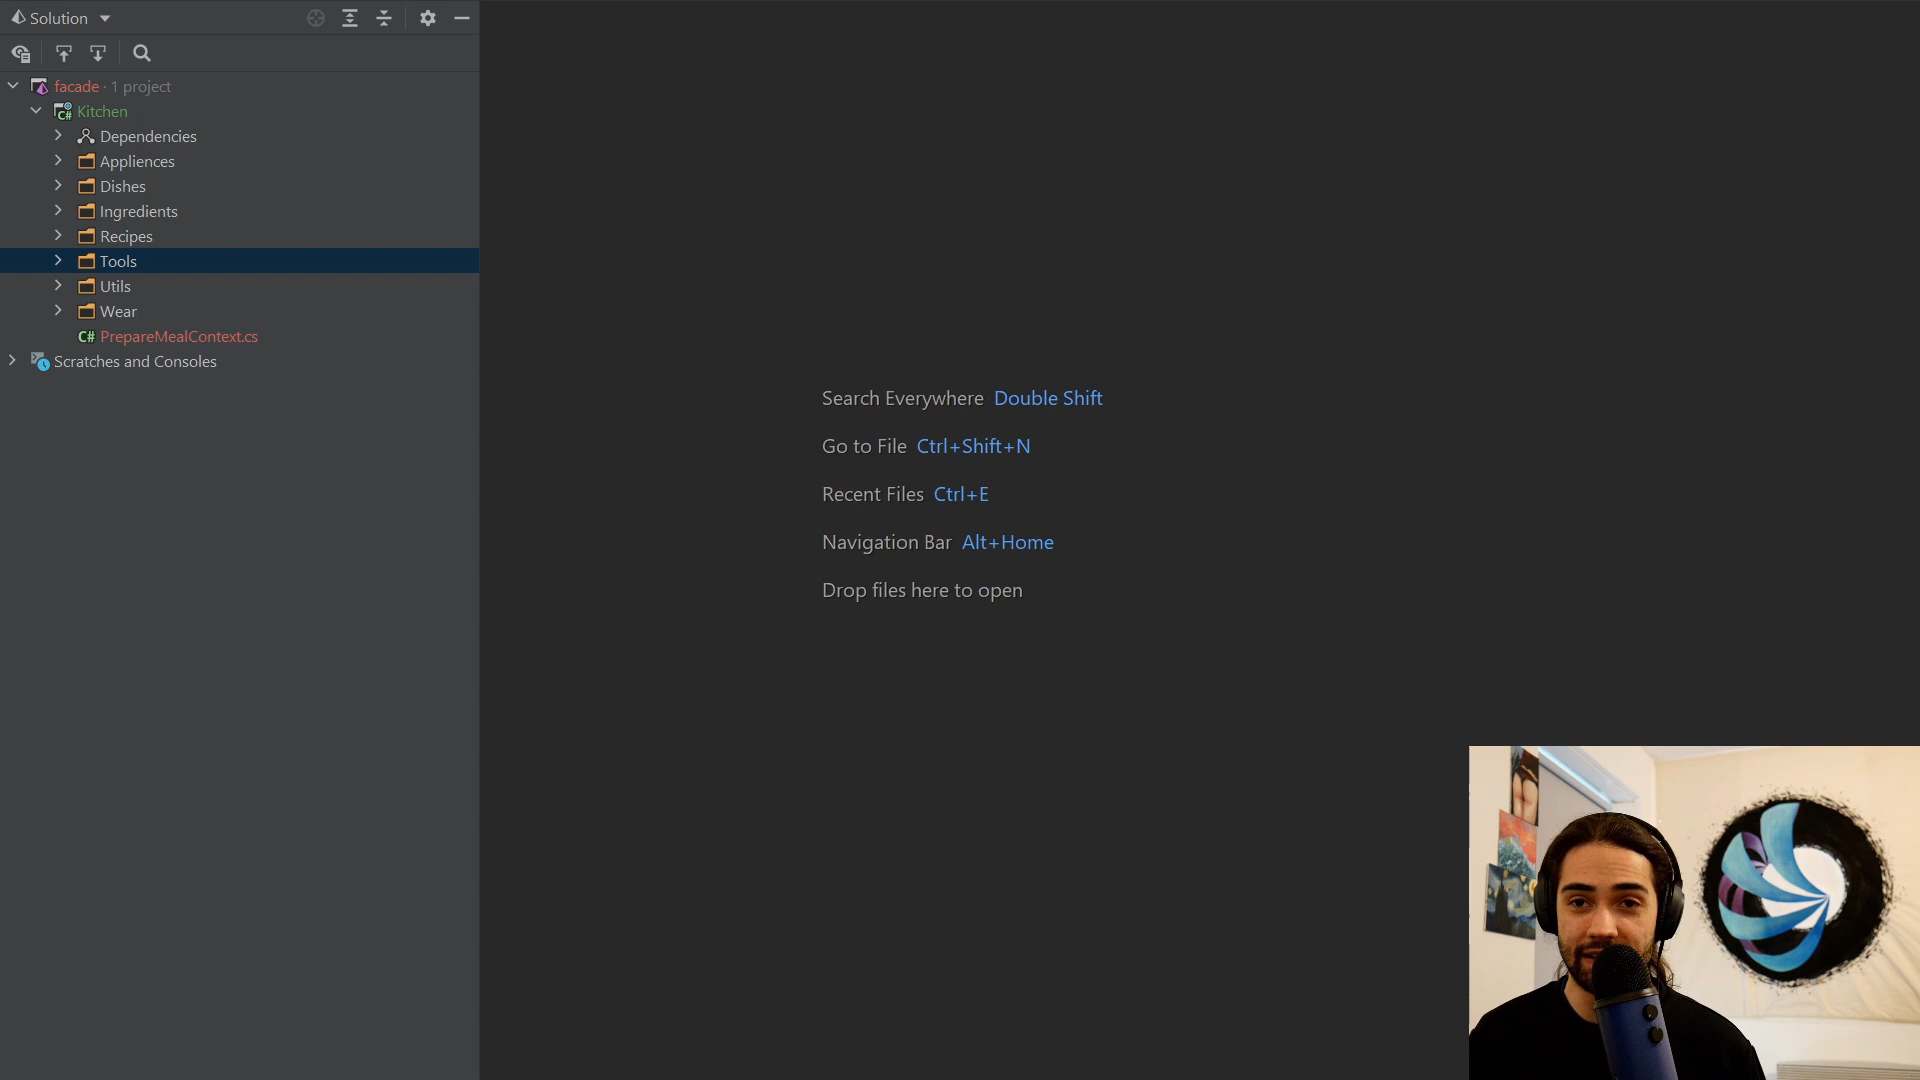 Solution
facade · 1 project
C# Kitchen
Dependencies
Appliences
Dishes
Ingredients
Recipes
Tools
Utils
Wear
C# PrepareMealContext.cs
Scratches and Consoles
Search Everywhere Double Shift
Go to File Ctrl+Shift+N
Recent Files Ctrl+E
Navigation Bar Alt+Home
Drop files here to open